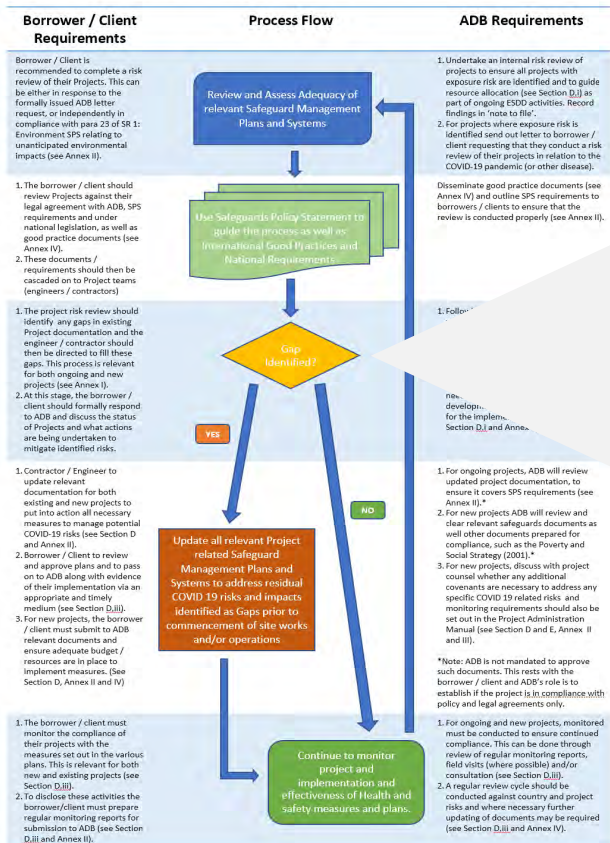 Borrower / Client
Requirements
Process Flow
ADB Requirements
Borrower / Client is
recommended to complete a risk
review of their Projects. This can
be either in response to the
formally issued ADB letter
request, or independently in
compliance with para 23 of SR 1:
Environment SPS relating to
unanticipated environmental
impacts (see Annex II).
Review and Assess Adequacy of
relevant Safeguard Management
Plans and Systems
1. Undertake an internal risk review of
projects to ensure all projects with
exposure risk are identified and to guide
resource allocation (see Section D.i) as
part of ongoing ESDD activities. Record
findings in 'note to file'.
2. For projects where exposure risk is
identified send out letter to borrower /
client requesting that they conduct a risk
review of their projects in relation to the
COVID-19 pandemic (or other disease).
1. The borrower / client should
review Projects against their
legal agreement with ADB, SPS
requirements and under
national legislation, as well as
good practice documents (see
Annex IV).
2. These documents /
requirements should then be
cascaded on to Project teams
(engineers / contractors)
Use Safeguards Policy Statement to
guide the process as well as
International Good Practices and
National Requirements
Disseminate good practice documents (see
Annex IV) and outline SPS requirements to
borrowers / clients to ensure that the
review is conducted properly (see Annex II).
1. The project risk review should
identify any gaps in existing
Project documentation and the
engineer / contractor should
then be directed to fill these
gaps. This process is relevant
for both ongoing and new
projects (see Annex I).
2. At this stage, the borrower /
client should formally respond
to ADB and discuss the status
of Projects and what actions
are being undertaken to
mitigate identified risks.
Gap
Identified?
YES
NO
1.
developm
for the implem
Section D.i and Annex
1. Contractor / Engineer to
update relevant
documentation for both
existing and new projects to
put into action all necessary
measures to manage potential
COVID-19 risks (see Section D
and Annex II).
2. Borrower / Client to review
and approve plans and to pass
on to ADB along with evidence
of their implementation via an
appropriate and timely
medium (see Section D.iii).
3. For new projects, the borrower
/ client must submit to ADB
relevant documents and
ensure adequate budget /
resources are in place to
implement measures. (See
Section D, Annex II and IV)
Update all relevant Project
related Safeguard
Management Plans and
Systems to address residual
COVID 19 risks and impacts
identified as Gaps prior to
commencement of site works
and/or operations
1. For ongoing projects, ADB will review
updated project documentation, to
ensure it covers SPS requirements (see
Annex II).*
2. For new projects ADB will review and
clear relevant safeguards documents as
well other documents prepared for
compliance, such as the Poverty and
Social Strategy (2001).*
3. For new projects, discuss with project
counsel whether any additional
covenants are necessary to address any
specific COVID 19 related risks and
monitoring requirements should also be
set out in the Project Administration
Manual (see Section D and E, Annex II
and III).
*Note: ADB is not mandated to approve
such documents. This rests with the
borrower / client and ADB's role is to
establish if the project is in compliance with
policy and legal agreements only.
1. The borrower / client must
monitor the compliance of
their projects with the
measures set out in the various
plans. This is relevant for both
new and existing projects (see
Section D.iii).
2. To disclose these activities the
borrower/client must prepare
regular monitoring reports for
submission to ADB (see Section
D.iii and Annex II).
Continue to monitor
project and
implementation and
effectiveness of Health and
safety measures and plans.
1. For ongoing and new projects, monitored
must be conducted to ensure continued
compliance. This can be done through
review of regular monitoring reports,
field visits (where possible) and/or
consultation (see Section D.iii).
2. A regular review cycle should be
conducted against country and project
risks and where necessary further
updating of documents may be required
(see Section D.iii and Annex IV).